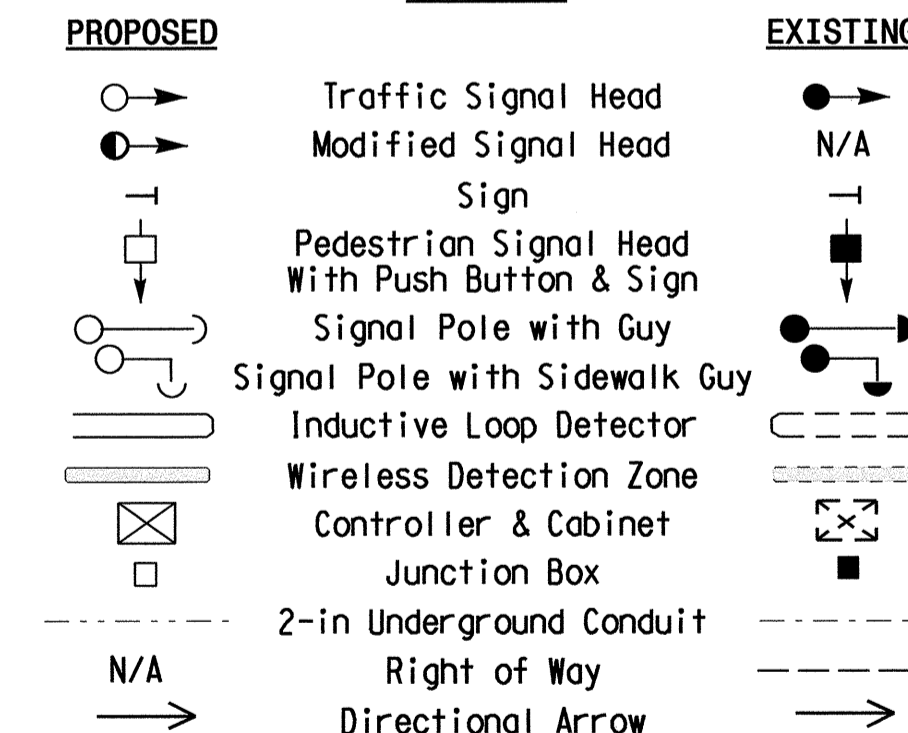 PROPOSED EXISTING
Traffic Signal Head
Modified Signal Head N/A
Sign
Pedestrian Signal Head
With Push Button & Sign
Signal Pole with Guy
Signal Pole with Sidewalk Guy
Inductive Loop Detector
Wireless Detection Zone
Controller & Cabinet
Junction Box
2-in Underground Conduit
N/A Right of Way
Directional Arrow